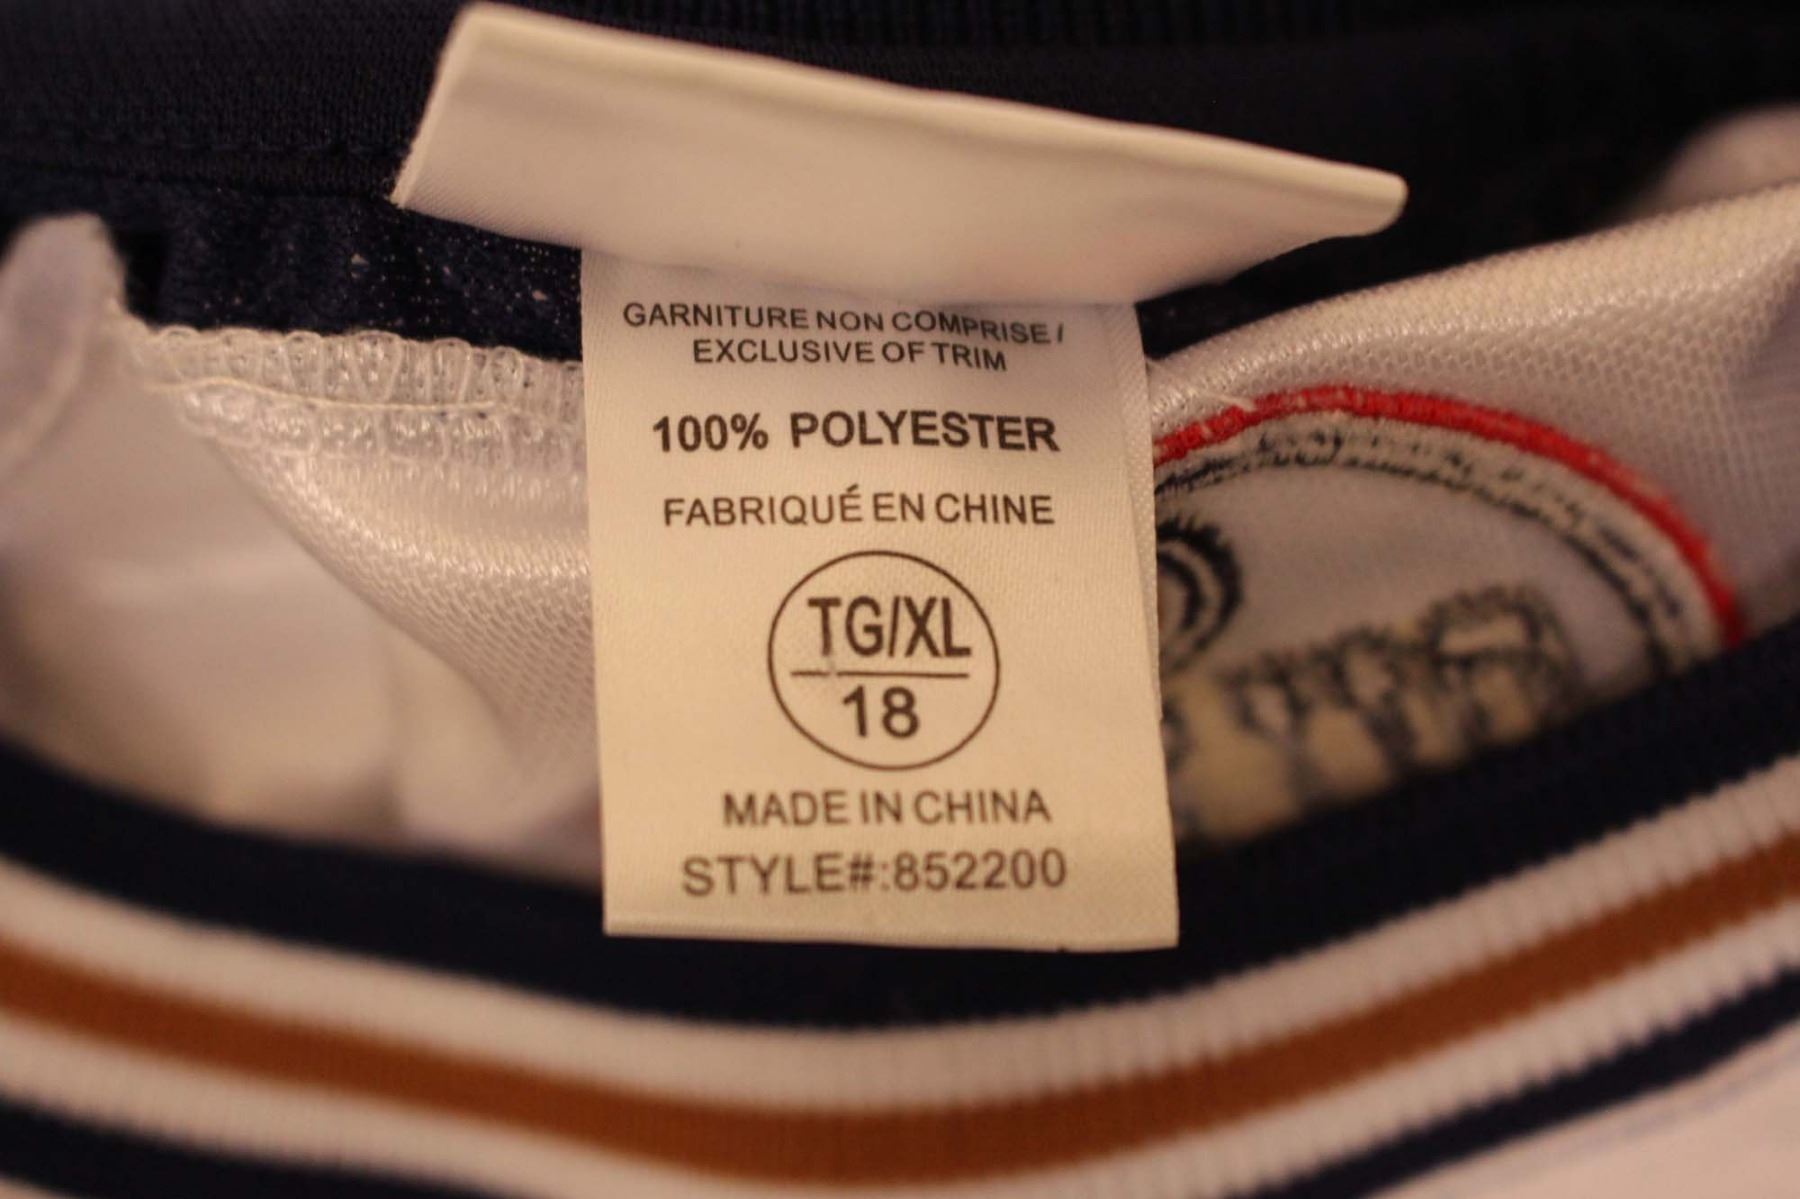 GARNITURE NON COMPRISE /
EXCLUSIVE OF TRIM
100% POLYESTER
FABRIQUÉ EN CHINE
TG/XL
18
MADE IN CHINA
STYLE#:852200